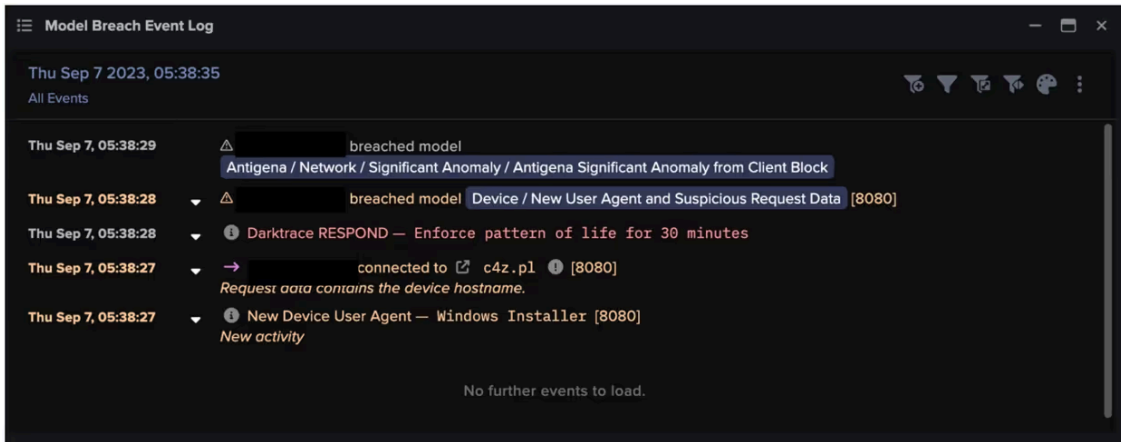 Model Breach Event Log
Thu Sep 7 2023, 05:38:35
All Events
Thu Sep 7, 05:38:29 breached model
Antigena / Network / Significant Anomaly / Antigena Significant Anomaly from Client Block
Thu Sep 7, 05:38:28 breached model Device / New User Agent and Suspicious Request Data [8080]
Thu Sep 7, 05:38:28 Darktrace RESPOND — Enforce pattern of life for 30 minutes
Thu Sep 7, 05:38:27 connected to c4z.pl [8080]
Request data contains the device hostname.
Thu Sep 7, 05:38:27 New Device User Agent — Windows Installer [8080]
New activity
No further events to load.